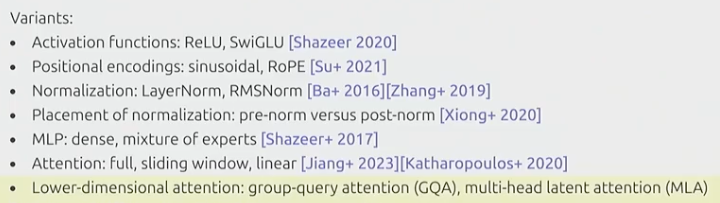 Variants:
• Activation functions: ReLU, SwiGLU [Shazeer 2020]
• Positional encodings: sinusoidal, RoPE [Su+ 2021]
• Normalization: LayerNorm, RMSNorm [Ba+ 2016][Zhang+ 2019]
• Placement of normalization: pre-norm versus post-norm [Xiong+ 2020]
• MLP: dense, mixture of experts [Shazeer+ 2017]
• Attention: full, sliding window, linear [Jiang+ 2023][Katharopoulos+ 2020]
• Lower-dimensional attention: group-query attention (GQA), multi-head latent attention (MLA)